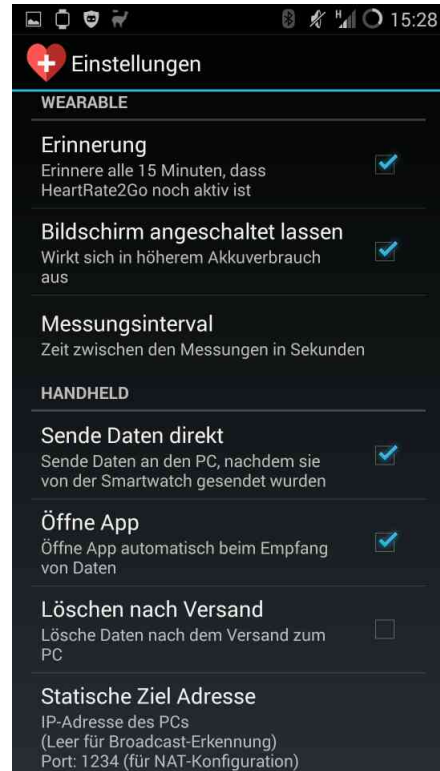 H 15:28
Einstellungen
WEARABLE
Erinnerung
Erinnere alle 15 Minuten, dass
HeartRate2Go noch aktiv ist
Bildschirm angeschaltet lassen
Wirkt sich in höherem Akkuverbrauch
aus
Messungsinterval
Zeit zwischen den Messungen in Sekunden
HANDHELD
Sende Daten direkt
Sende Daten an den PC, nachdem sie
von der Smartwatch gesendet wurden
Öffne App
Öffne App automatisch beim Empfang
von Daten
Löschen nach Versand
Lösche Daten nach dem Versand zum
PC
Statische Ziel Adresse
IP-Adresse des PCs
(Leer für Broadcast-Erkennung)
Port: 1234 (für NAT-Konfiguration)